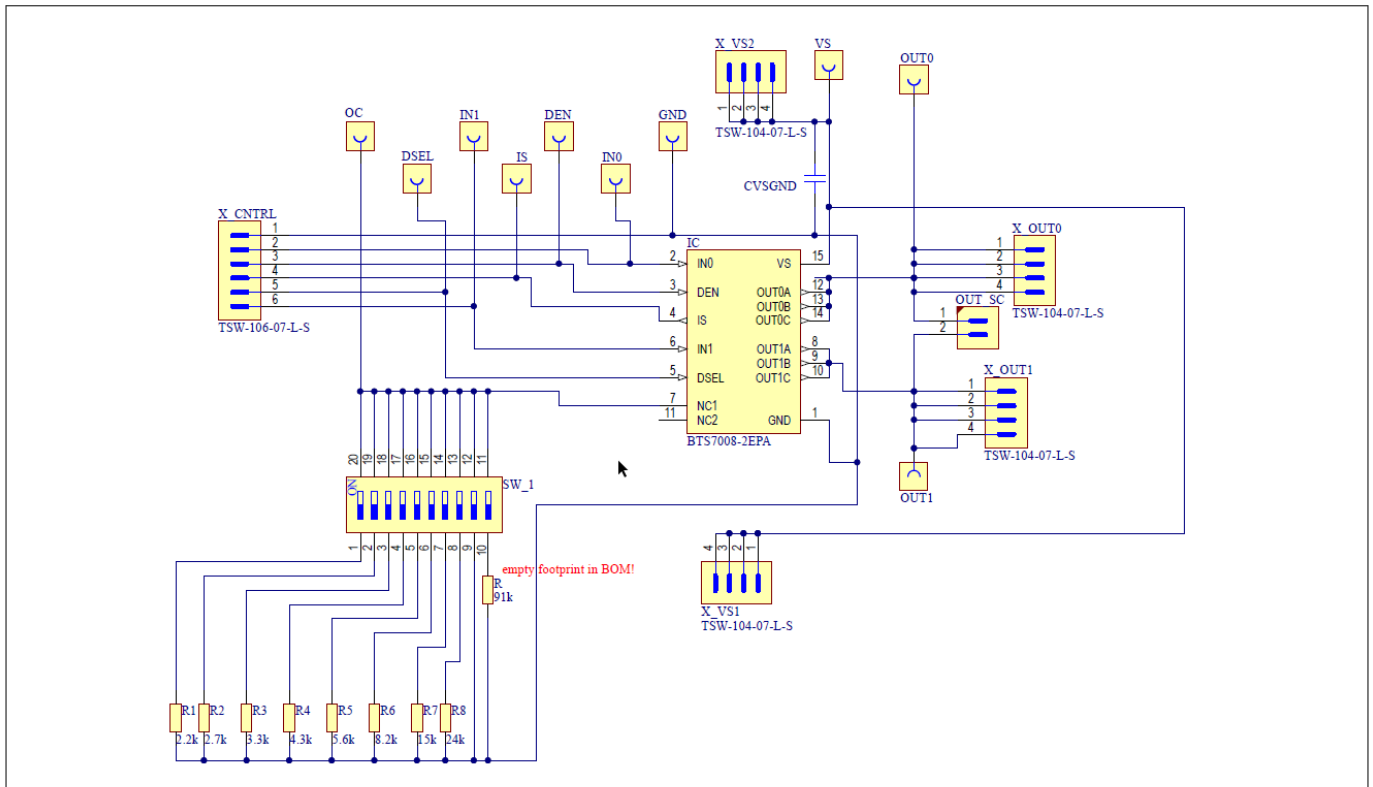 X_VS2
VS
OUT0
1
2
3
4
TSW-104-07-L-S
OC
IN1
DEN
GND
DSEL
IS
IN0
CVSGND
X_CNTRL
1
2
3
4
5
6
TSW-106-07-L-S
IC
2
IN0
VS
15
3
DEN
OUT0A
12
OUT0B
13
4
IS
OUT0C
14
6
IN1
OUT1A
8
OUT1B
9
5
DSEL
OUT1C
10
7
NC1
11
NC2
GND
1
BTS7008-2EPA
X_OUT0
1
2
3
4
TSW-104-07-L-S
OUT_SC
1
2
X_OUT1
1
2
3
4
TSW-104-07-L-S
OUT1
20
19
18
17
16
15
14
13
12
11
ON
SW_1
1
2
3
4
5
6
7
8
9
10
empty footprint in BOM!
R
91k
4
3
2
1
X_VS1
TSW-104-07-L-S
R1
R2
R3
R4
R5
R6
R7
R8
2.2k
2.7k
3.3k
4.3k
5.6k
8.2k
15k
24k